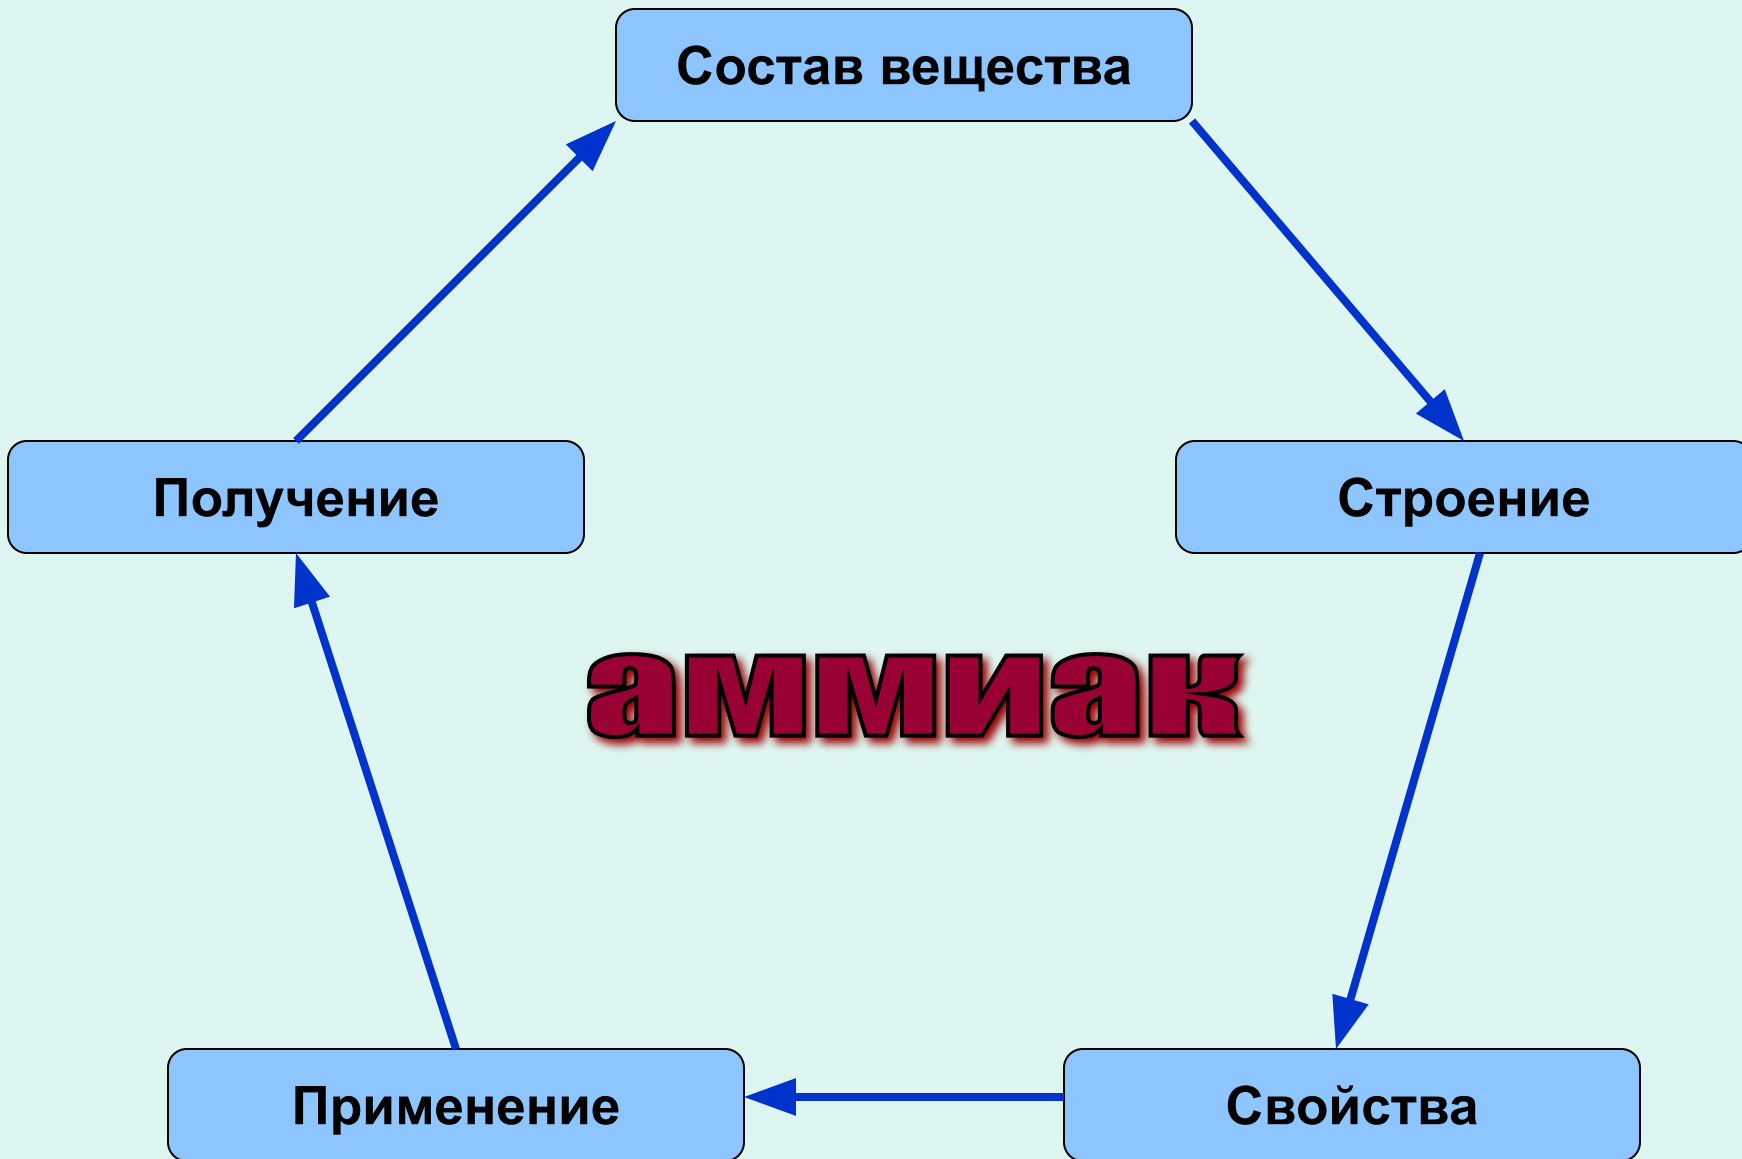 Состав вещества
Получение
Строение
аммиак
Применение
Свойства